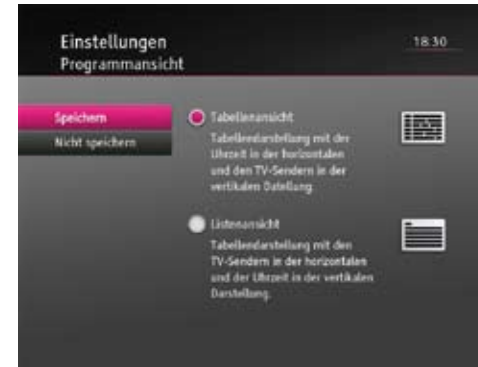 Einstellungen
Programmansicht
18:30
Speichern
Nicht speichern
Tabellenansicht
Tabellendarstellung mit der
Uhrzeit in der horizontalen
und den TV-Sendern in der
vertikalen Datellung.
Listenansicht
Tabellendarstellung mit den
TV-Sendern in der horizontalen
und der Uhrzeit in der vertikalen
Darstellung.